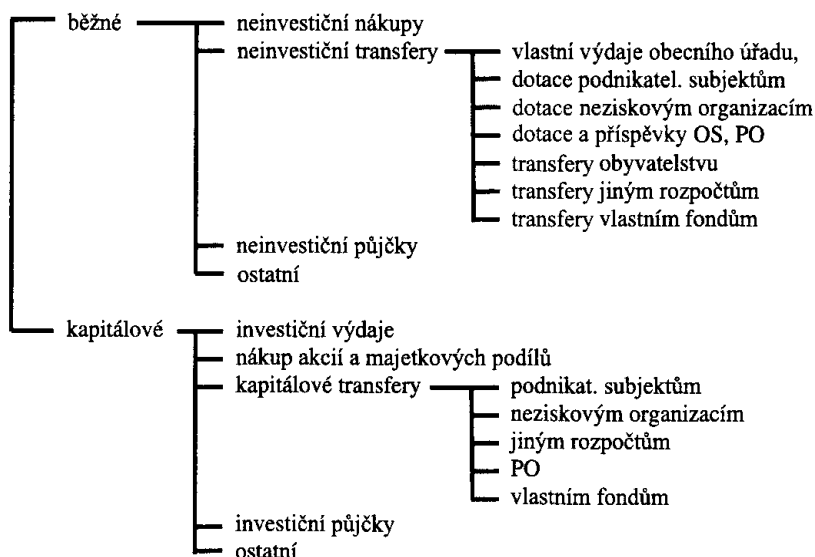 běžné neinvestiční nákupy
neinvestiční transfery vlastní výdaje obecního úřadu,
dotace podnikatel. subjektům
dotace neziskovým organizacím
dotace a příspěvky OS, PO
transfery obyvatelstvu
transfery jiným rozpočtům
transfery vlastním fondům
neinvestiční půjčky
ostatní
kapitálové investiční výdaje
nákup akcií a majetkových podílů
kapitálové transfery podnikat. subjektům
neziskovým organizacím
jiným rozpočtům
PO
vlastním fondům
investiční půjčky
ostatní